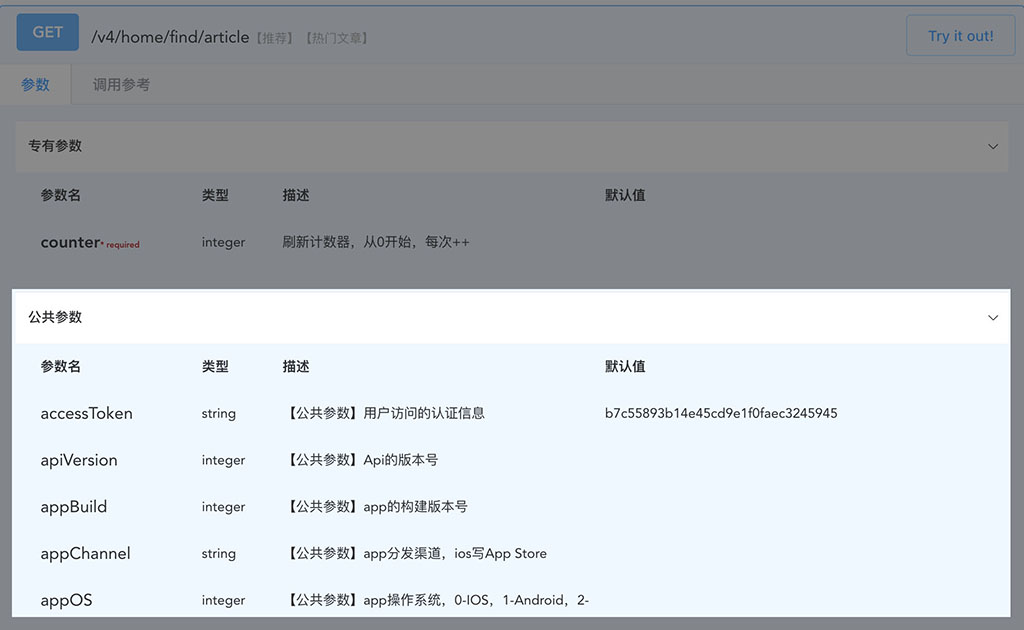 GET /v4/home/find/article【推荐】【热门文章】 Try it out!
参数 调用参考
专有参数
参数名 类型 描述 默认值
counter* required integer 刷新计数器，从0开始，每次++
公共参数
参数名 类型 描述 默认值
accessToken string 【公共参数】用户访问的认证信息 b7c55893b14e45cd9e1f0faec3245945
apiVersion integer 【公共参数】Api的版本号
appBuild integer 【公共参数】app的构建版本号
appChannel string 【公共参数】app分发渠道，ios写App Store
appOS integer 【公共参数】app操作系统，0-IOS，1-Android，2-